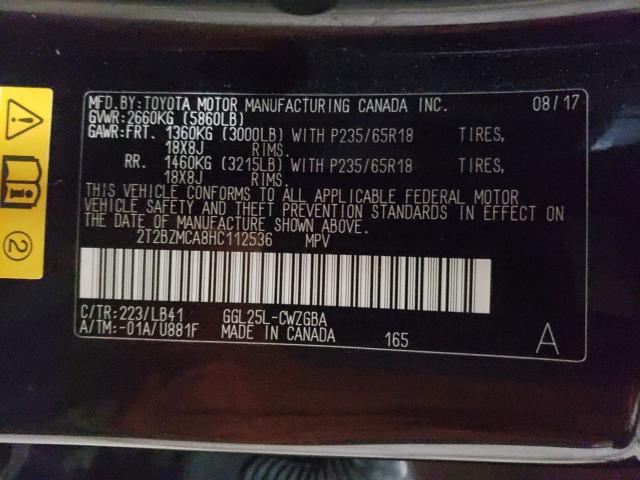 MFD.BY:TOYOTA MOTOR MANUFACTURING CANADA INC. 08/17
GVWR:2660KG (5860LB)
GAWR:FRT. 1360KG (3000LB) WITH P235/65R18 TIRES,
18X8J RIMS.
RR. 1460KG (3215LB) WITH P235/65R18 TIRES,
18X8J RIMS.
THIS VEHICLE CONFORMS TO ALL APPLICABLE FEDERAL MOTOR
VEHICLE SAFETY AND THEFT PREVENTION STANDARDS IN EFFECT ON
THE DATE OF MANUFACTURE SHOWN ABOVE.
2T2BZMCA8HC112536 MPV
C/TR:223/LB41 GGL25L-CWZGBA
A/TM:-01A/U881F MADE IN CANADA 165 A
2